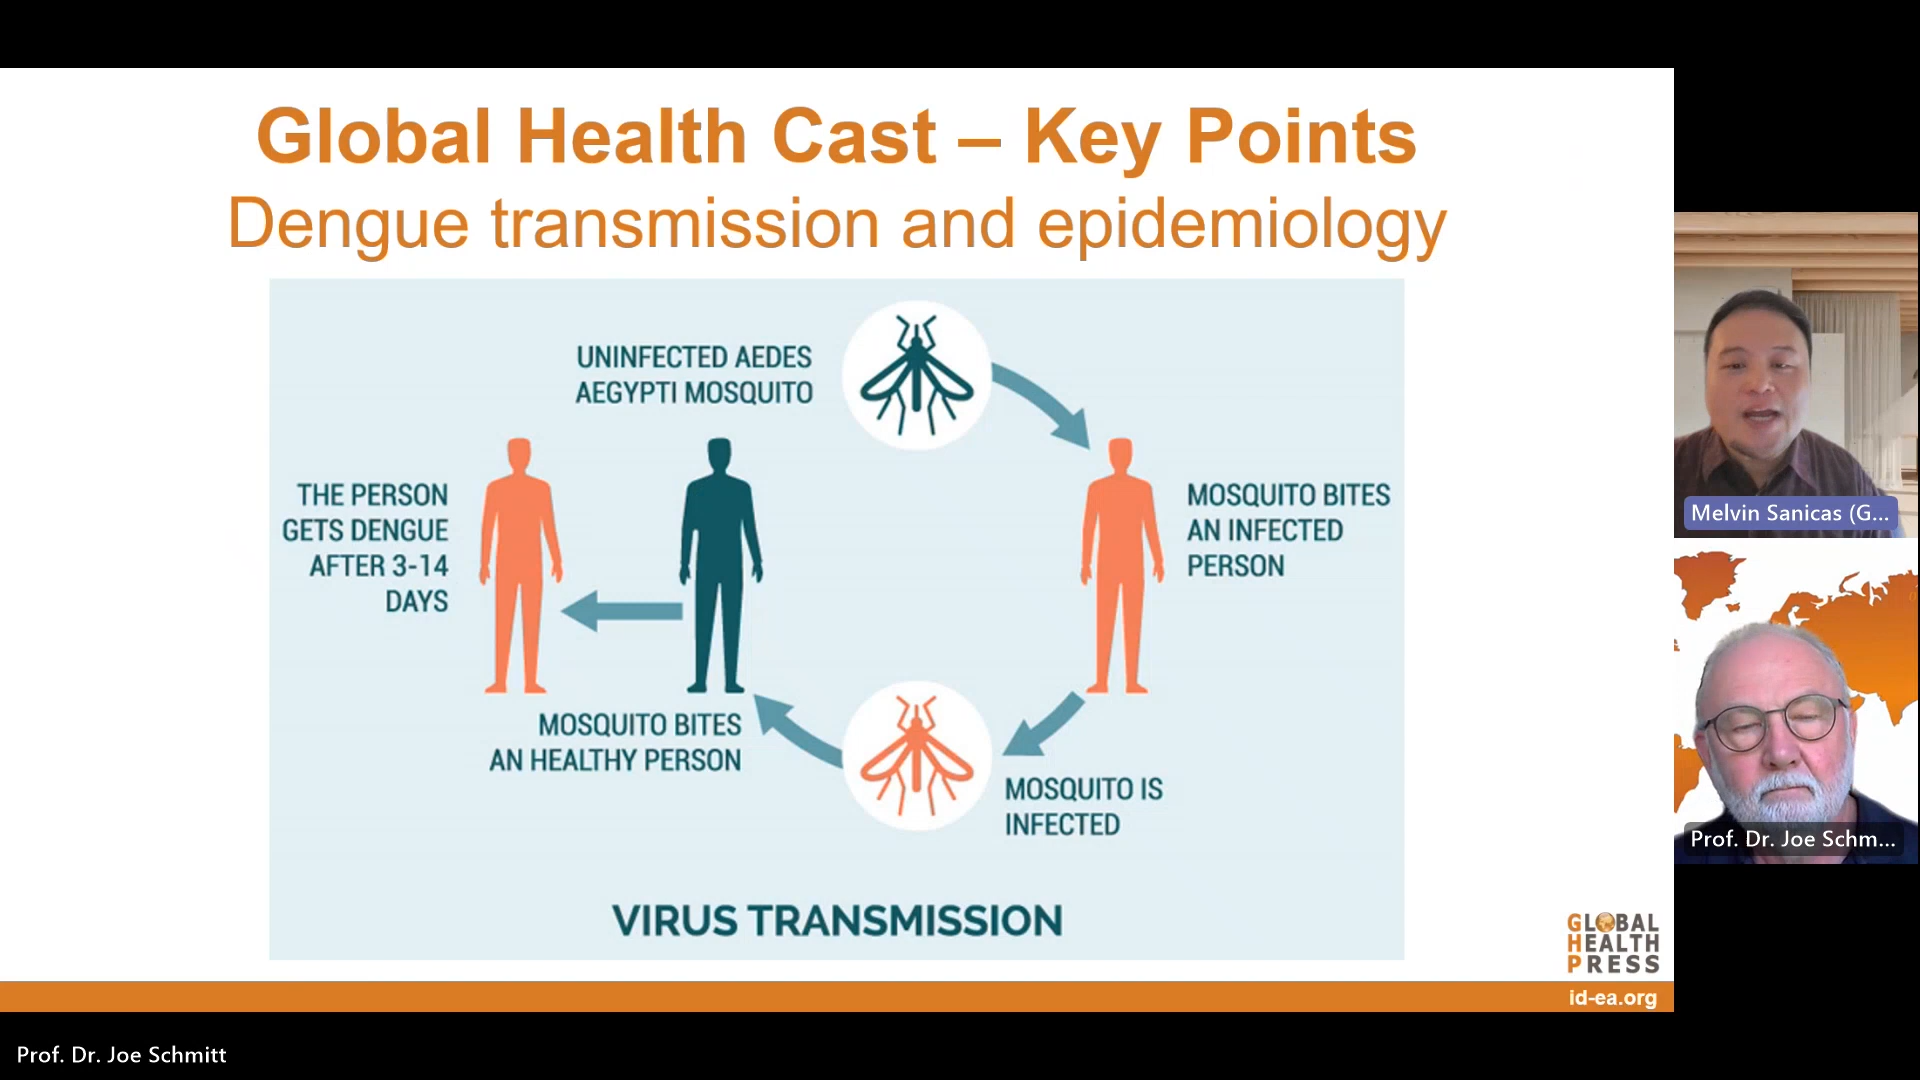 Global Health Cast – Key Points
Dengue transmission and epidemiology
UNINFECTED AEDES
AEGYPTI MOSQUITO
THE PERSON
GETS DENGUE
AFTER 3-14
DAYS
MOSQUITO BITES
AN INFECTED
PERSON
MOSQUITO BITES
AN HEALTHY PERSON
MOSQUITO IS
INFECTED
VIRUS TRANSMISSION
GLOBAL
HEALTH
PRESS
id-ea.org
Melvin Sanicas (G...
Prof. Dr. Joe Schm...
Prof. Dr. Joe Schmitt